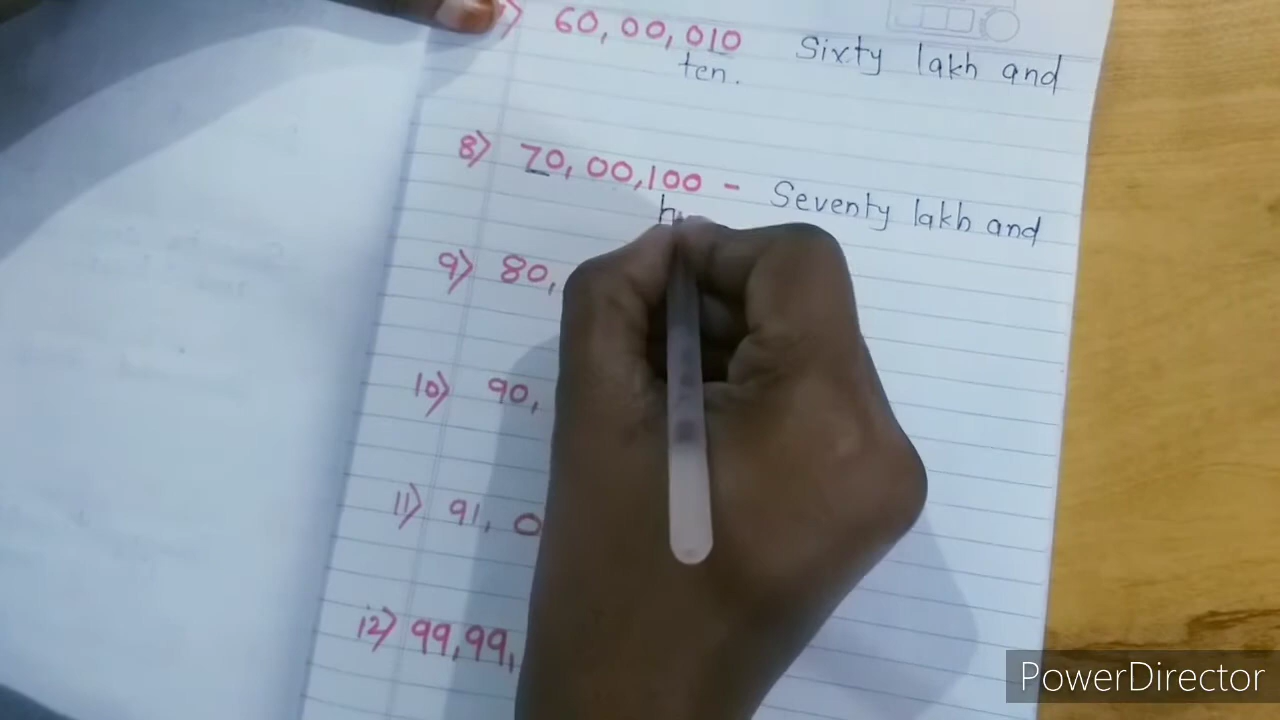 60,00,010 Sixty lakh and
ten.
8) 70,00,100 - Seventy lakh and
9) 80,
10) 90,
11) 91, 0
12) 99,99,
PowerDirector